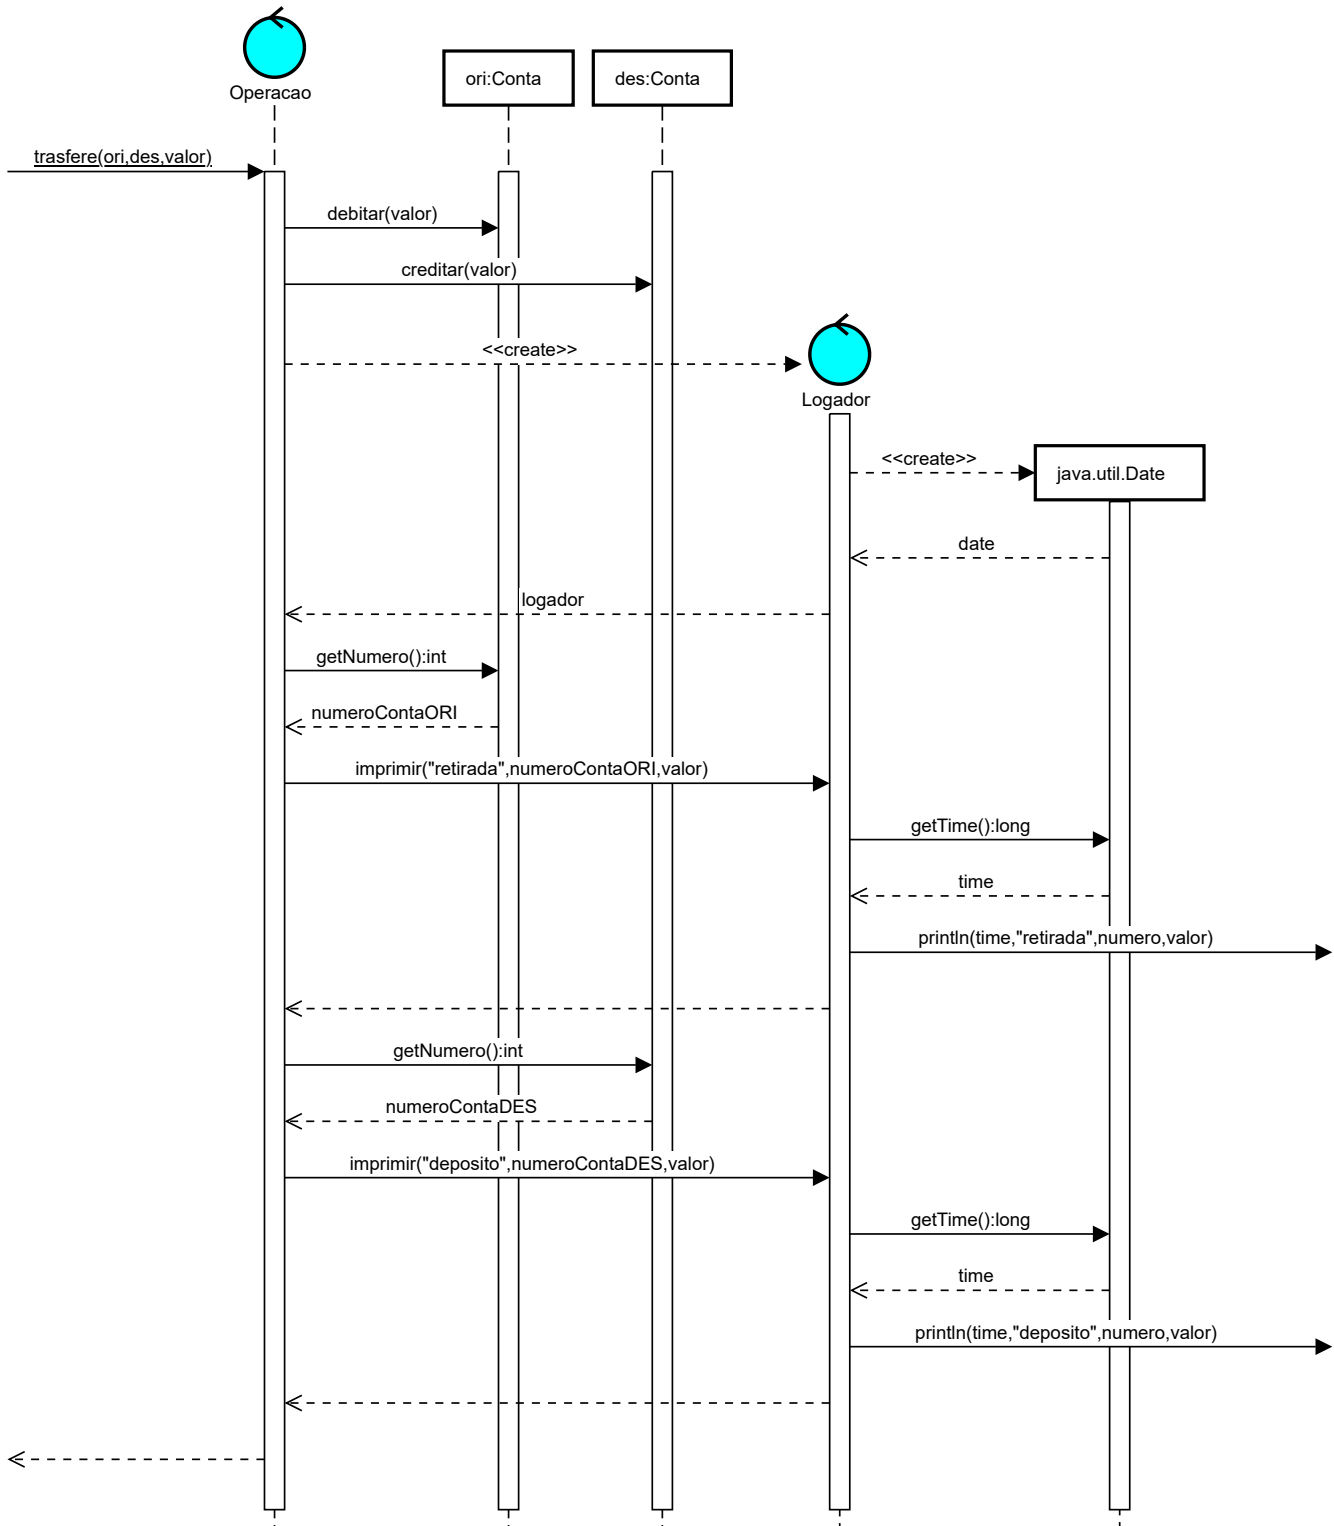 Operacao
ori:Conta
des:Conta
trasfere(ori,des,valor)
debitar(valor)
creditar(valor)
<<create>>
Logador
<<create>>
java.util.Date
date
logador
getNumero():int
numeroContaORI
imprimir("retirada",numeroContaORI,valor)
getTime():long
time
println(time,"retirada",numero,valor)
getNumero():int
numeroContaDES
imprimir("deposito",numeroContaDES,valor)
getTime():long
time
println(time,"deposito",numero,valor)